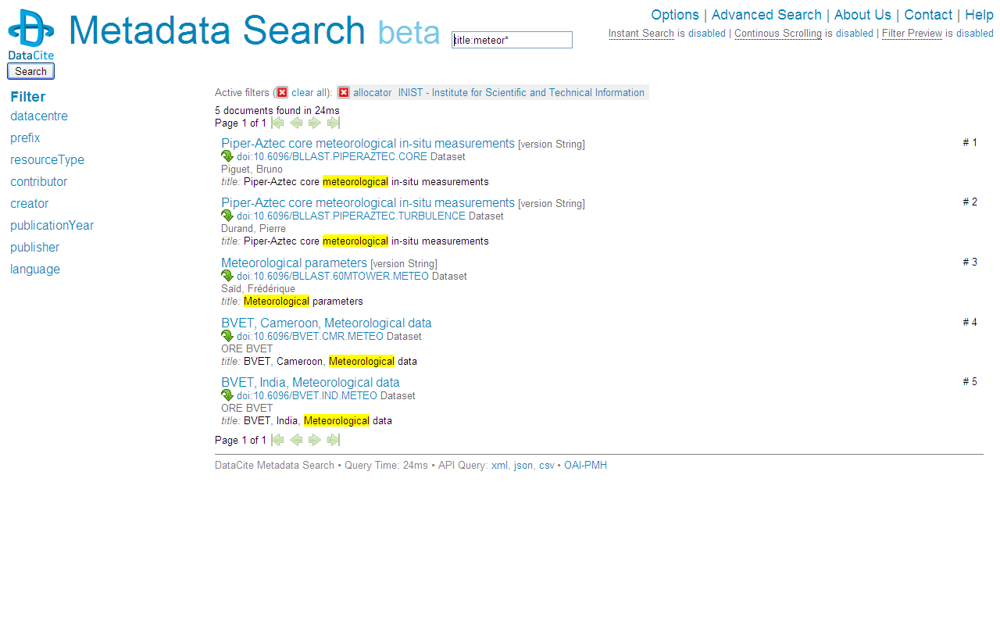 DataCite
Metadata Search beta
title:meteor*
Options | Advanced Search | About Us | Contact | Help
Instant Search is disabled | Continous Scrolling is disabled | Filter Preview is disabled
Search
Filter
datacentre
prefix
resourceType
contributor
creator
publicationYear
publisher
language
Active filters ( clear all): allocator INIST - Institute for Scientific and Technical Information
5 documents found in 24ms
Page 1 of 1
Piper-Aztec core meteorological in-situ measurements [version String] # 1
doi:10.6096/BLLAST.PIPERAZTEC.CORE Dataset
Piguet, Bruno
title: Piper-Aztec core meteorological in-situ measurements
Piper-Aztec core meteorological in-situ measurements [version String] # 2
doi:10.6096/BLLAST.PIPERAZTEC.TURBULENCE Dataset
Durand, Pierre
title: Piper-Aztec core meteorological in-situ measurements
Meteorological parameters [version String] # 3
doi:10.6096/BLLAST.60MTOWER.METEO Dataset
Saïd, Frédérique
title: Meteorological parameters
BVET, Cameroon, Meteorological data # 4
doi:10.6096/BVET.CMR.METEO Dataset
ORE BVET
title: BVET, Cameroon, Meteorological data
BVET, India, Meteorological data # 5
doi:10.6096/BVET.IND.METEO Dataset
ORE BVET
title: BVET, India, Meteorological data
Page 1 of 1
DataCite Metadata Search • Query Time: 24ms • API Query: xml, json, csv • OAI-PMH